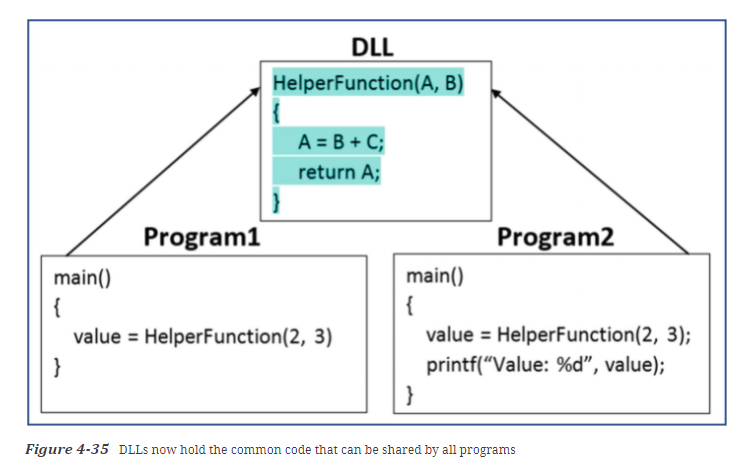 DLL
HelperFunction(A, B)
{
A = B + C;
return A;
}
Program1
main()
{
value = HelperFunction(2, 3)
}
Program2
main()
{
value = HelperFunction(2, 3);
printf(“Value: %d”, value);
}
Figure 4-35 DLLs now hold the common code that can be shared by all programs